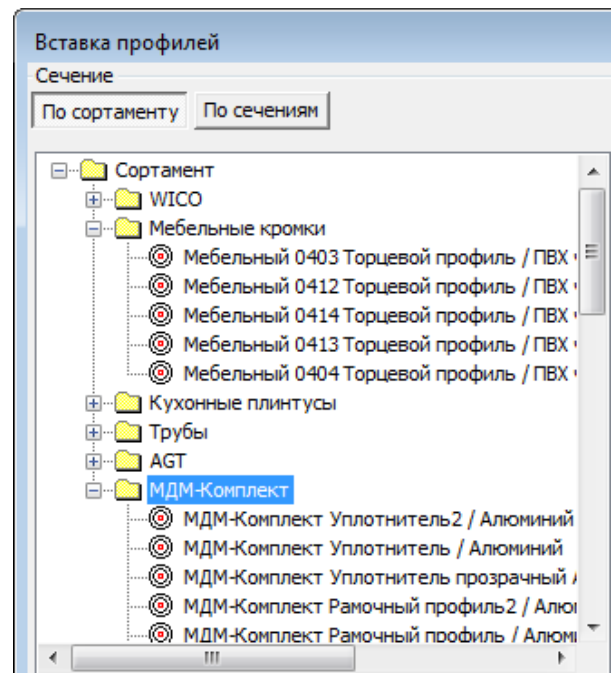 Вставка профилей
Сечение
По сортаменту По сечениям
Сортамент
WICO
Мебельные кромки
Мебельный 0403 Торцевой профиль / ПВХ
Мебельный 0412 Торцевой профиль / ПВХ
Мебельный 0414 Торцевой профиль / ПВХ
Мебельный 0413 Торцевой профиль / ПВХ
Мебельный 0404 Торцевой профиль / ПВХ
Кухонные плинтусы
Трубы
AGT
МДМ-Комплект
МДМ-Комплект Уплотнитель2 / Алюминий
МДМ-Комплект Уплотнитель / Алюминий
МДМ-Комплект Уплотнитель прозрачный /
МДМ-Комплект Рамочный профиль2 /
МДМ-Комплект Рамочный профиль /